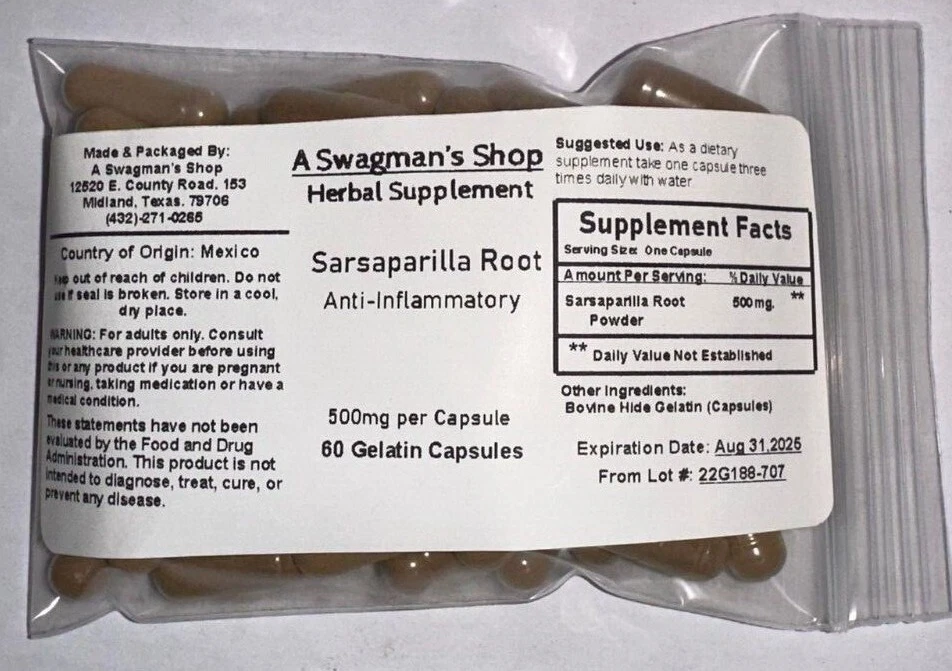 Made & Packaged By:
A Swagman's Shop
12520 E. County Road. 153
Midland, Texas. 79706
(432)-271-0265
Country of Origin: Mexico
Keep out of reach of children. Do not
use if seal is broken. Store in a cool,
dry place.
WARNING: For adults only. Consult
your healthcare provider before using
this or any product if you are pregnant
or nursing, taking medication or have a
medical condition.
These statements have not been
evaluated by the Food and Drug
Administration. This product is not
intended to diagnose, treat, cure, or
prevent any disease.
A Swagman's Shop
Herbal Supplement
Sarsaparilla Root
Anti-Inflammatory
500mg per Capsule
60 Gelatin Capsules
Suggested Use: As a dietary
supplement take one capsule three
times daily with water
Supplement Facts
Serving Size: One Capsule
Amount Per Serving: % Daily Value
Sarsaparilla Root 500mg. **
Powder
** Daily Value Not Established
Other Ingredients:
Bovine Hide Gelatin (Capsules)
Expiration Date: Aug 31,2025
From Lot #: 22G188-707